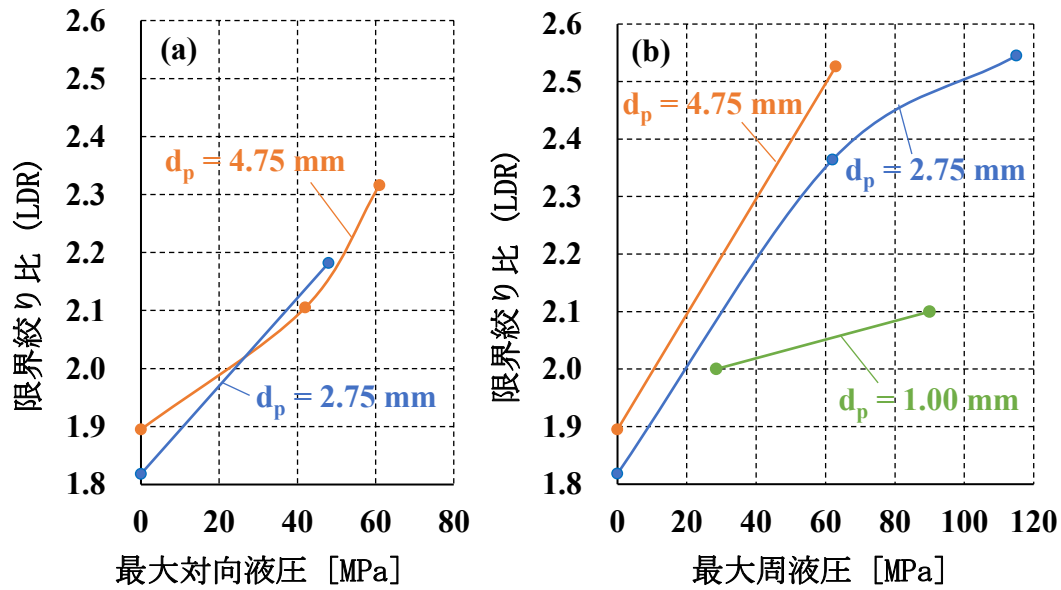 (a)
2.6
2.5
2.4
2.3
2.2
2.1
2.0
1.9
1.8
限界絞り比 (LDR)
dp = 4.75 mm
dp = 2.75 mm
0 20 40 60 80
最大対向液圧 [MPa]
(b)
2.6
2.5
2.4
2.3
2.2
2.1
2.0
1.9
1.8
限界絞り比 (LDR)
dp = 4.75 mm
dp = 2.75 mm
dp = 1.00 mm
0 20 40 60 80 100 120
最大周液圧 [MPa]